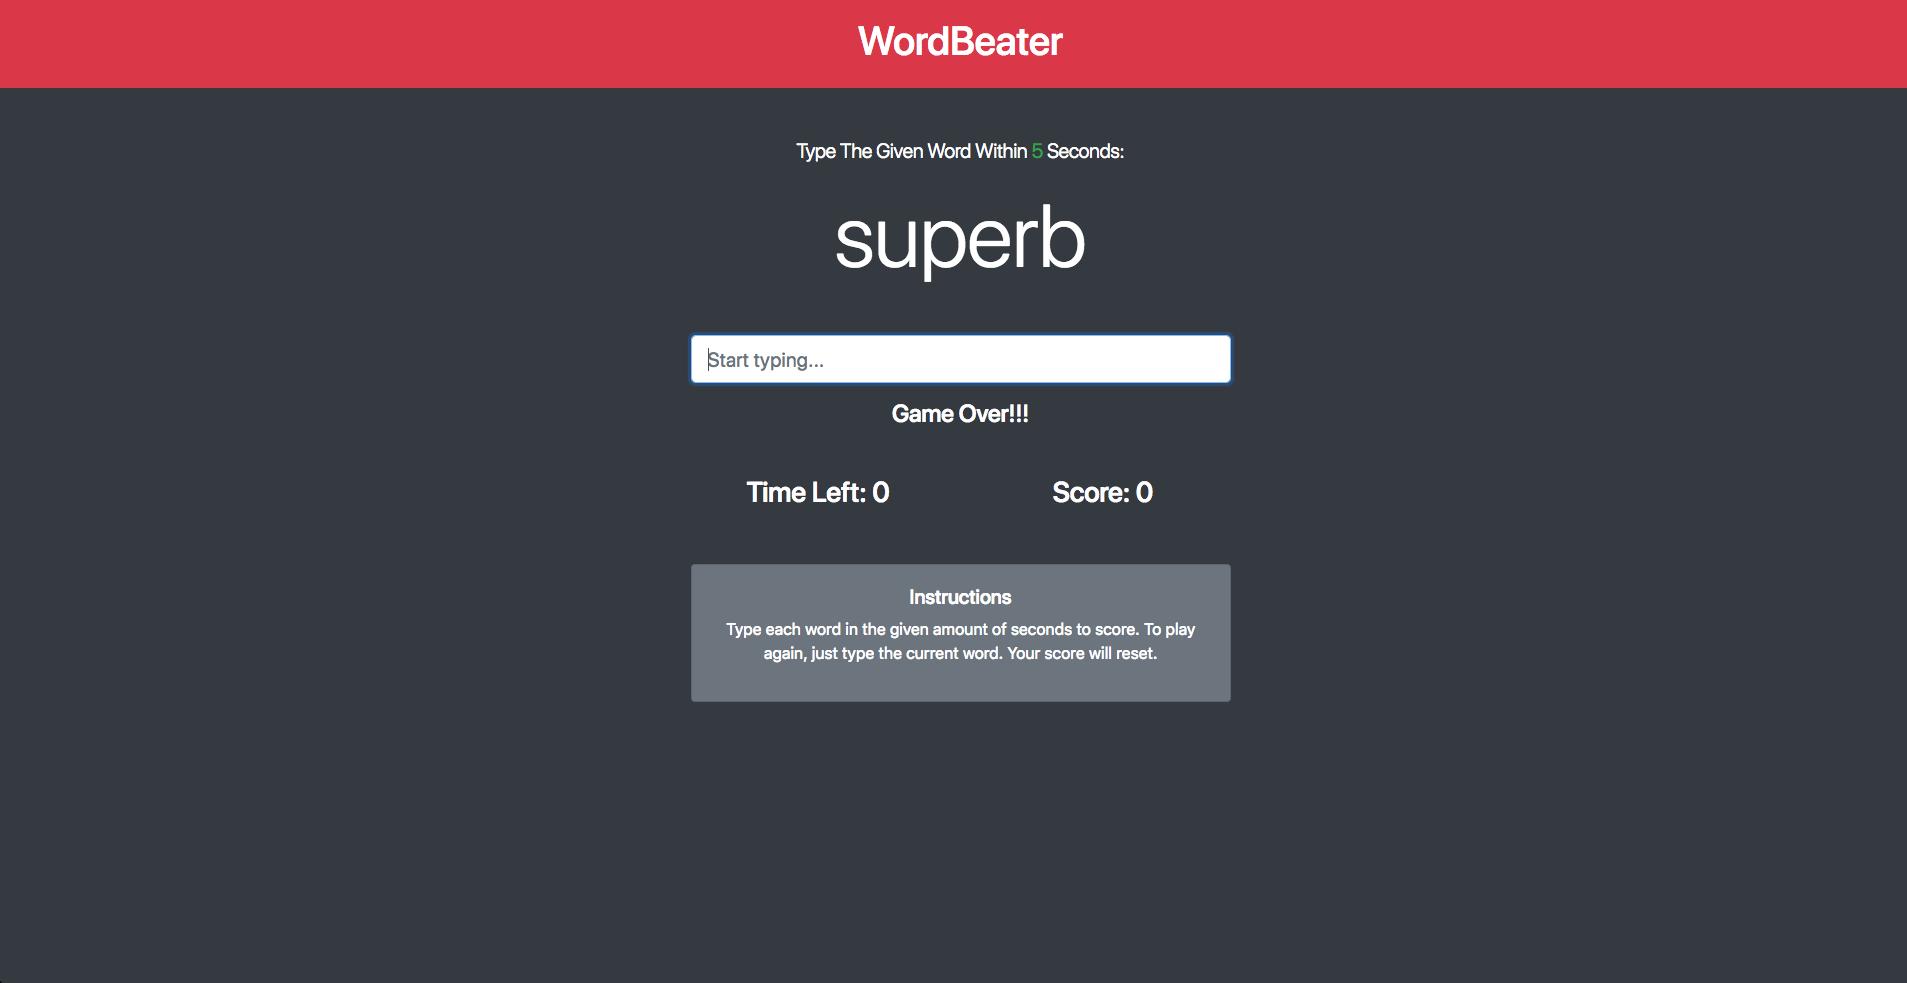 WordBeater
Type The Given Word Within 5 Seconds:
superb
Start typing...
Game Over!!!
Time Left: 0
Score: 0
Instructions
Type each word in the given amount of seconds to score. To play
again, just type the current word. Your score will reset.